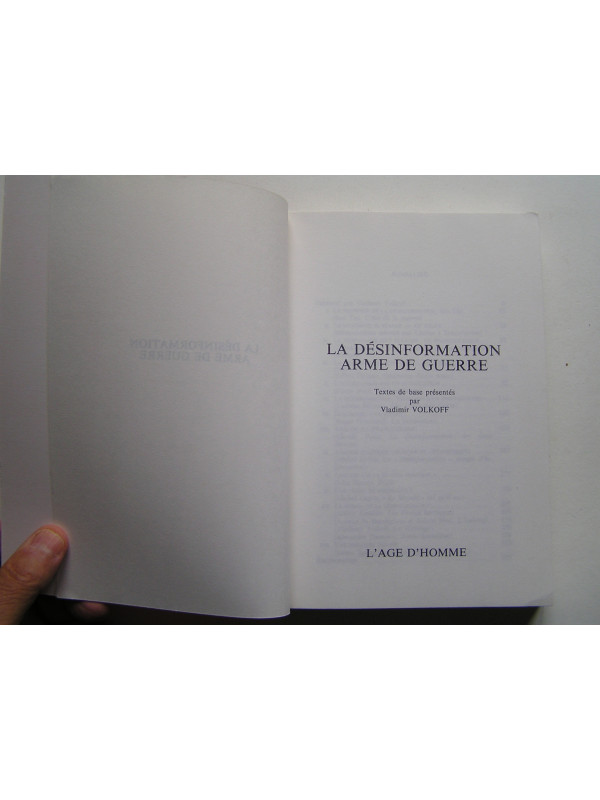 LA DÉSINFORMATION
ARME DE GUERRE
Textes de base présentés
par
Vladimir VOLKOFF
L'AGE D'HOMME